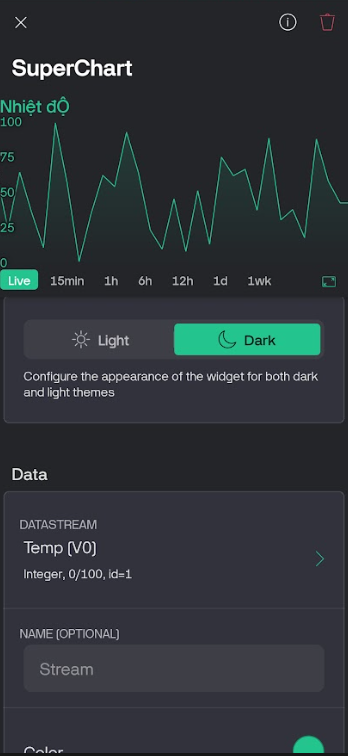 SuperChart
Nhiệt độ
100
75
50
25
0
Live 15min 1h 6h 12h 1d 1wk
Light Dark
Configure the appearance of the widget for both dark
and light themes
Data
DATASTREAM
Temp (V0)
Integer, 0/100, id=1
NAME (OPTIONAL)
Stream
Color